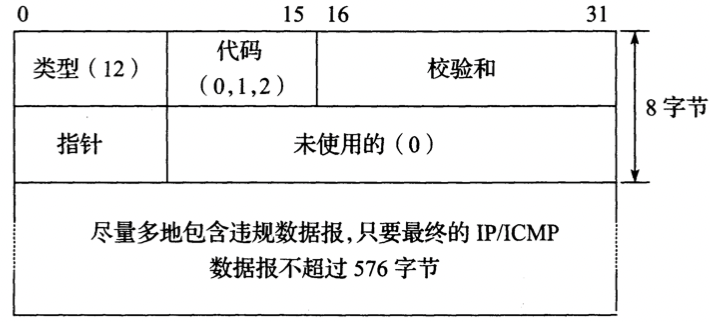 0 15 16 31
类型（12） 代码 校验和
（0,1,2）
8字节
指针 未使用的（0）
尽量多地包含违规数据报,只要最终的 IP/ICMP
数据报不超过 576 字节